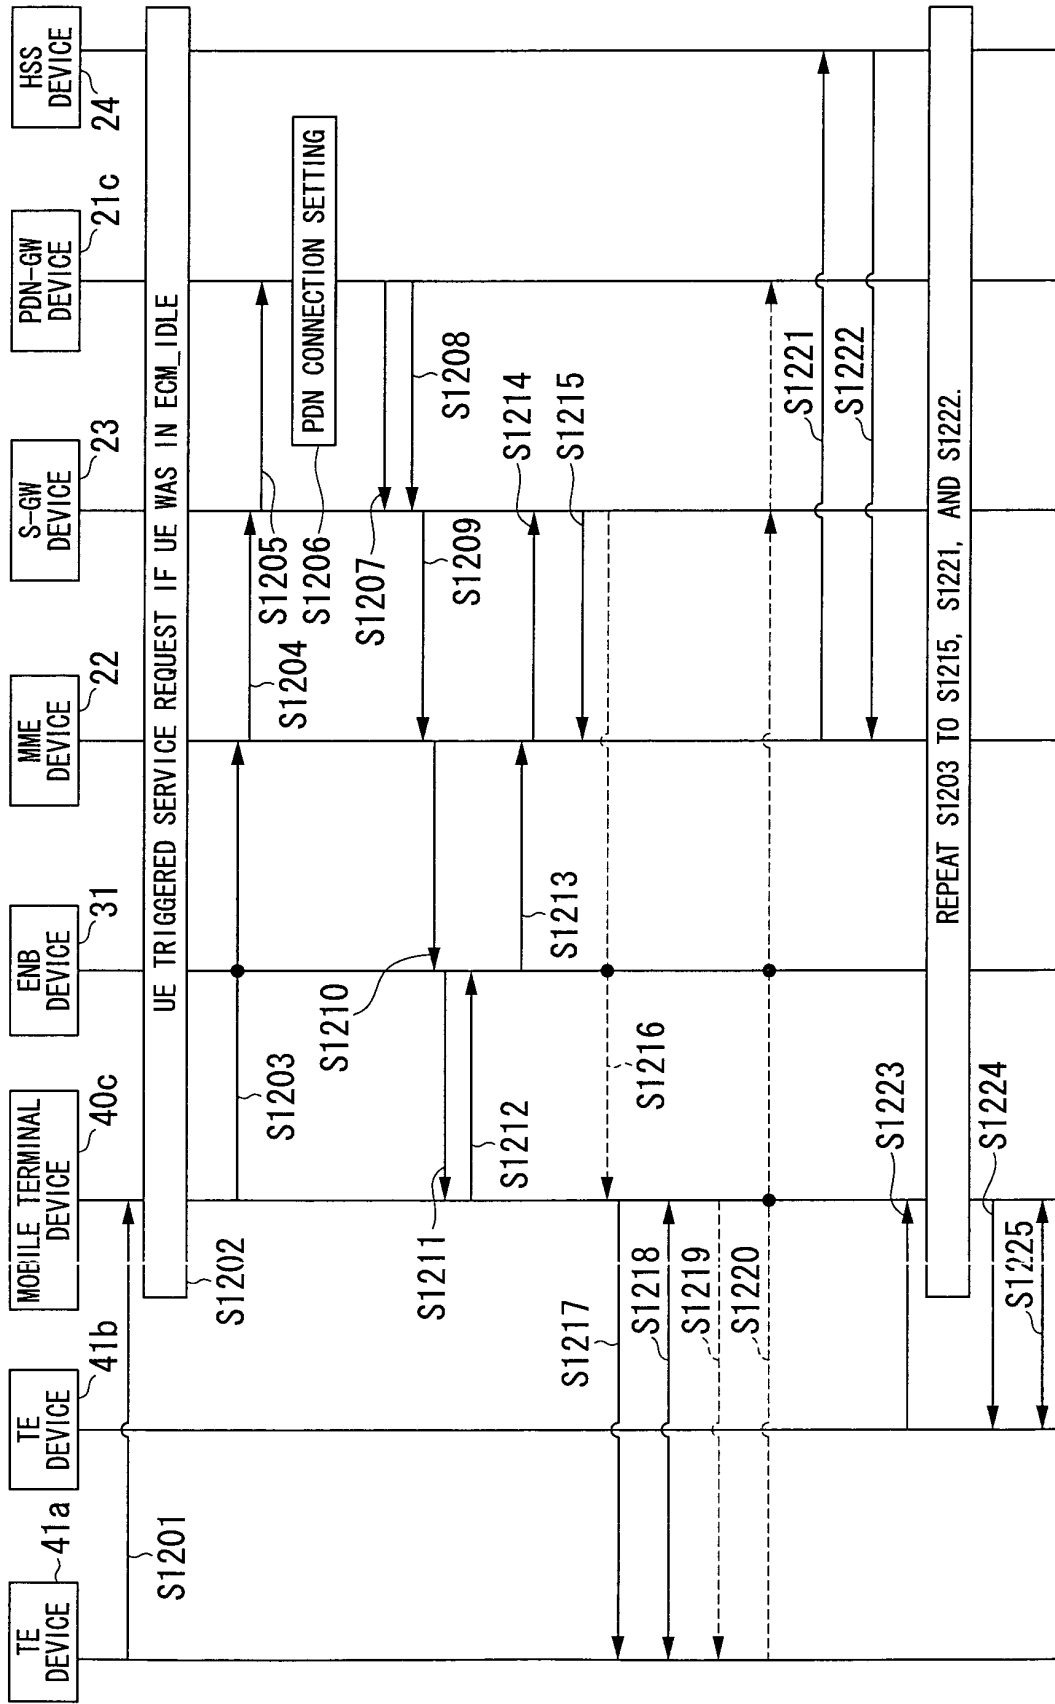 TE
DEVICE
41a
TE
DEVICE
41b
MOBILE TERMINAL
DEVICE
40c
ENB
DEVICE
31
MME
DEVICE
22
S-GW
DEVICE
23
PDN-GW
DEVICE
21c
HSS
DEVICE
24
S1201
UE TRIGGERED SERVICE REQUEST IF UE WAS IN ECM_IDLE
S1202
S1203
S1204
S1205
PDN CONNECTION SETTING
S1206
S1207
S1208
S1209
S1210
S1211
S1212
S1213
S1214
S1215
S1216
S1217
S1218
S1219
S1220
S1221
S1222
S1223
REPEAT S1203 TO S1215, S1221, AND S1222.
S1224
S1225